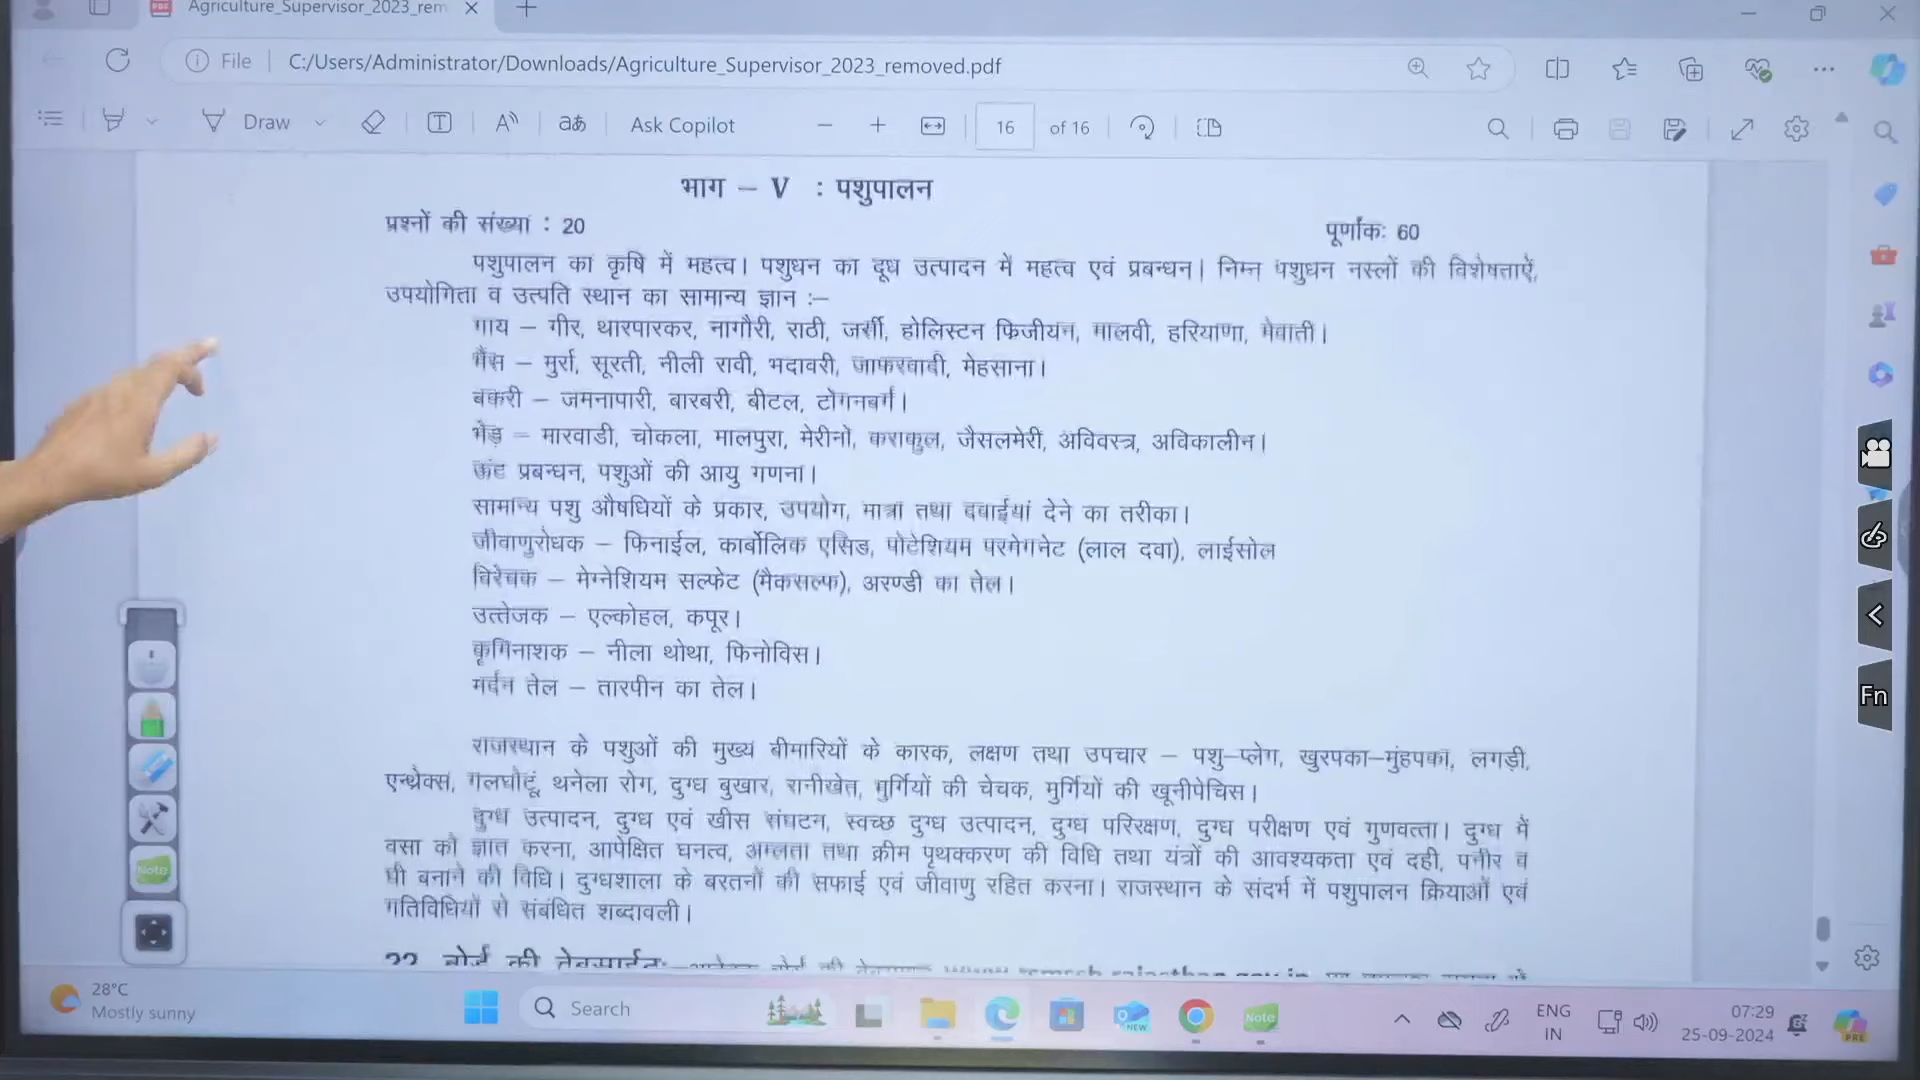 Agriculture_Supervisor_2023_rem
File C:/Users/Administrator/Downloads/Agriculture_Supervisor_2023_removed.pdf
Draw Ask Copilot 16 of 16
भाग – V : पशुपालन
प्रश्नों की संख्या : 20 पूर्णांकः 60
पशुपालन का कृषि में महत्व। पशुधन का दूध उत्पादन में महत्व एवं प्रबन्धन। निम्न पशुधन नस्लों की विशेषताऐं,
उपयोगिता व उत्पति स्थान का सामान्य ज्ञान :–
गाय – गीर, थारपारकर, नागौरी, राठी, जर्सी, होलिस्टन फिजीयन, मालवी, हरियाणा, मेवाती।
भैंस – मुर्रा, सूरती, नीली रावी, भदावरी, जाफरवादी, मेहसाना।
बकरी – जमनापारी, बारबरी, बीटल, टोगनबर्ग।
भेड़ – मारवाडी, चोकला, मालपुरा, मेरीनो, कराकुल, जैसलमेरी, अविवस्त्र, अविकालीन।
ऊंट प्रबन्धन, पशुओं की आयु गणना।
सामान्य पशु औषधियों के प्रकार, उपयोग, मात्रा तथा दवाईयां देने का तरीका।
जीवाणुरोधक – फिनाईल, कार्बोलिक एसिड, पोटेशियम परमेगनेट (लाल दवा), लाईसोल
विरेचक – मेग्नेशियम सल्फेट (मैकसल्फ), अरण्डी का तेल।
उत्तेजक – एल्कोहल, कपूर।
कृमिनाशक – नीला थोथा, फिनोविस।
मर्दन तेल – तारपीन का तेल।
राजस्थान के पशुओं की मुख्य बीमारियों के कारक, लक्षण तथा उपचार – पशु–प्लेग, खुरपका–मुंहपका, लगड़ी,
एन्थ्रेक्स, गलघोटूं, थनेला रोग, दुग्ध बुखार, रानीखेत, मुर्गियों की चेचक, मुर्गियों की खूनीपेचिस।
दुग्ध उत्पादन, दुग्ध एवं खीस संघटन, स्वच्छ दुग्ध उत्पादन, दुग्ध परिरक्षण, दुग्ध परीक्षण एवं गुणवत्ता। दुग्ध में
वसा को ज्ञात करना, आपेक्षित घनत्व, अम्लता तथा क्रीम पृथक्करण की विधि तथा यंत्रों की आवश्यकता एवं दही, पनीर व
घी बनाने की विधि। दुग्धशाला के बरतनों की सफाई एवं जीवाणु रहित करना। राजस्थान के संदर्भ में पशुपालन क्रियाओं एवं
गतिविधियों से संबंधित शब्दावली।
Note
Fn
28°C
Mostly sunny
Search
NEW
Note
ENG
IN
07:29
25-09-2024
PRE